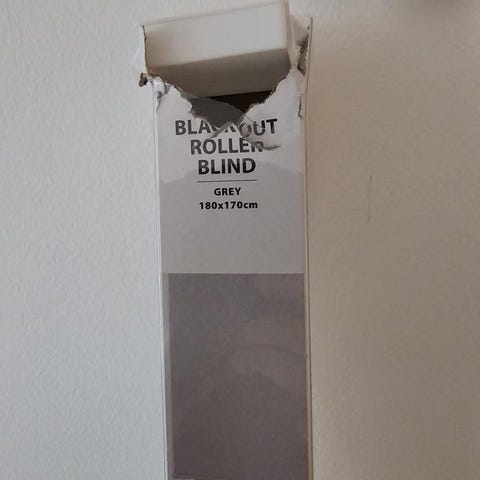 BLACKOUT
ROLLER
BLIND
GREY
180x170cm